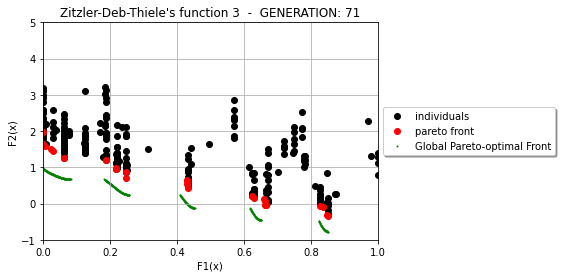 Zitzler-Deb-Thiele's function 3 - GENERATION: 71
5
4
3
2
1
0
−1
F2(x)
0.0 0.2 0.4 0.6 0.8 1.0
F1(x)
individuals
pareto front
Global Pareto-optimal Front